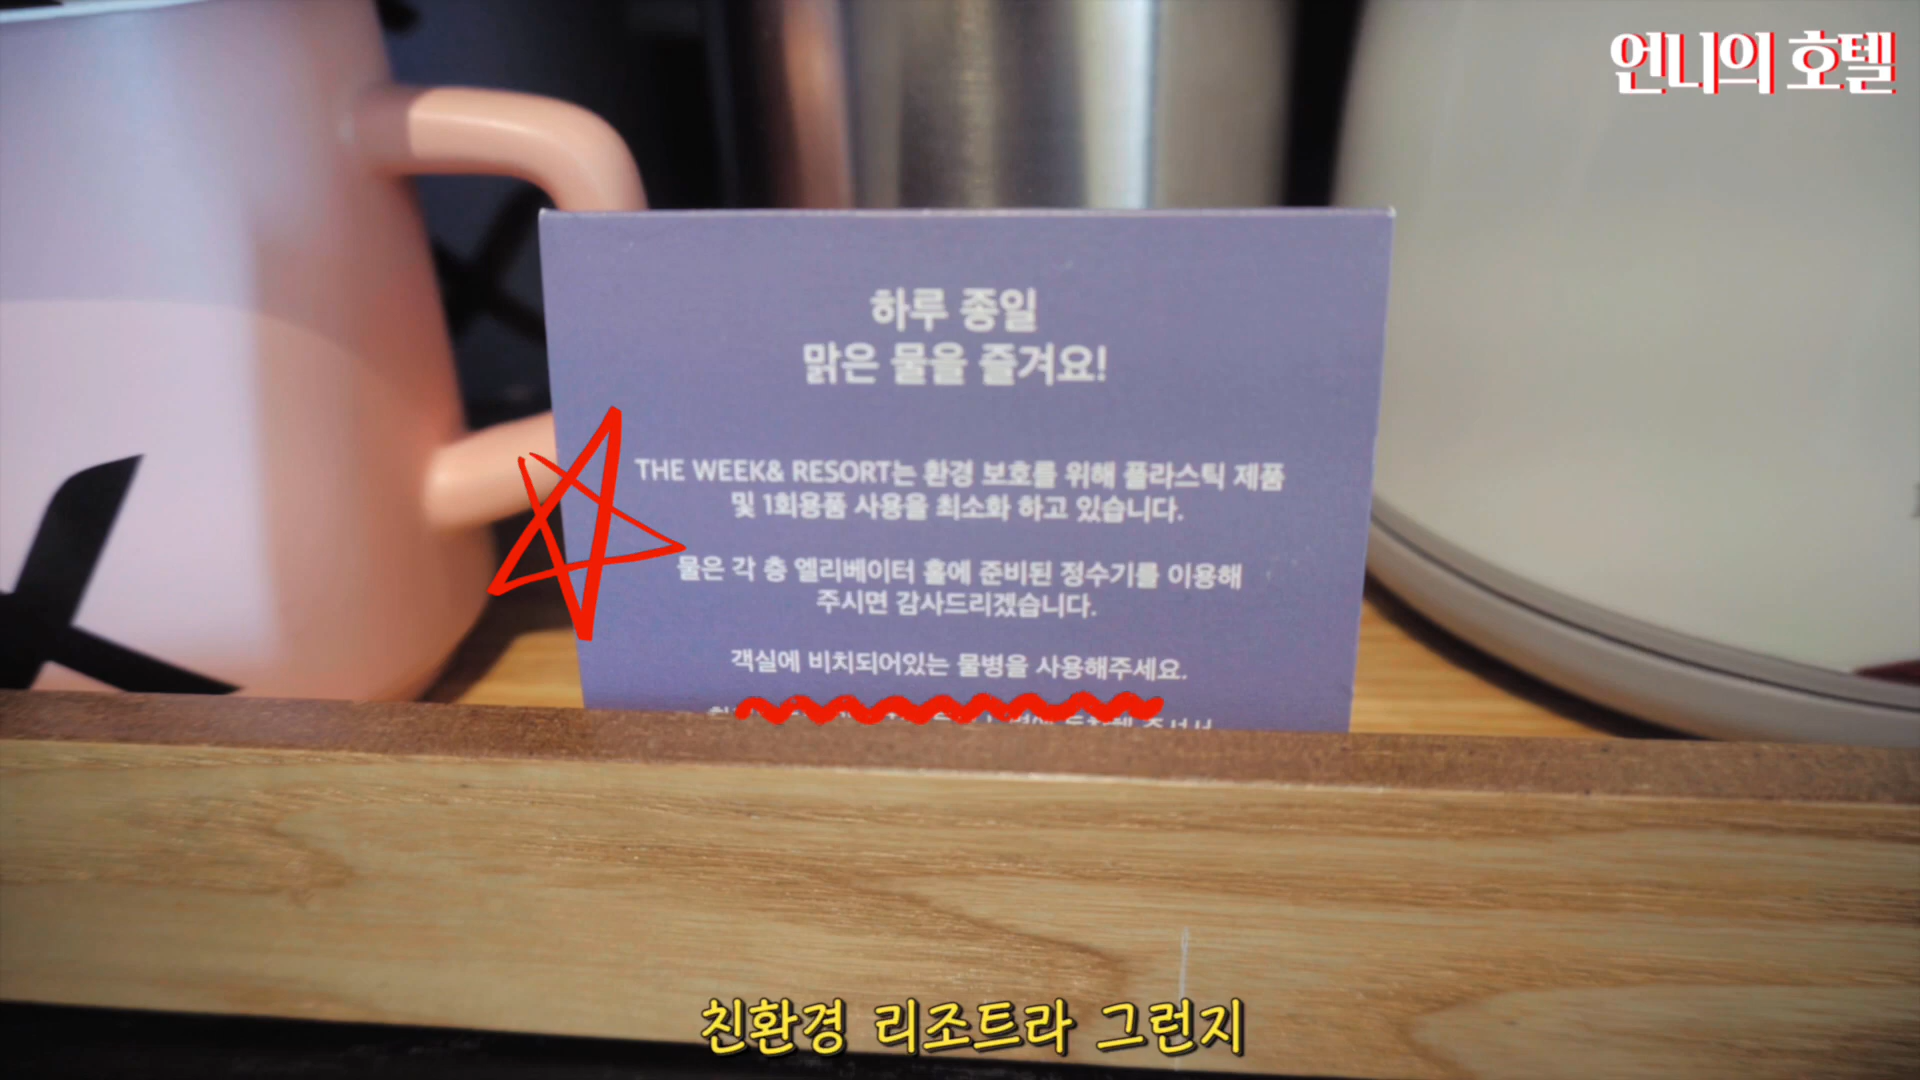 언니의 호텔
하루 종일
맑은 물을 즐겨요!
THE WEEK& RESORT는 환경 보호를 위해 플라스틱 제품
및 1회용품 사용을 최소화 하고 있습니다.
물은 각 층 엘리베이터 홀에 준비된 정수기를 이용해
주시면 감사드리겠습니다.
객실에 비치되어있는 물병을 사용해주세요.
친환경 리조트라 그런지